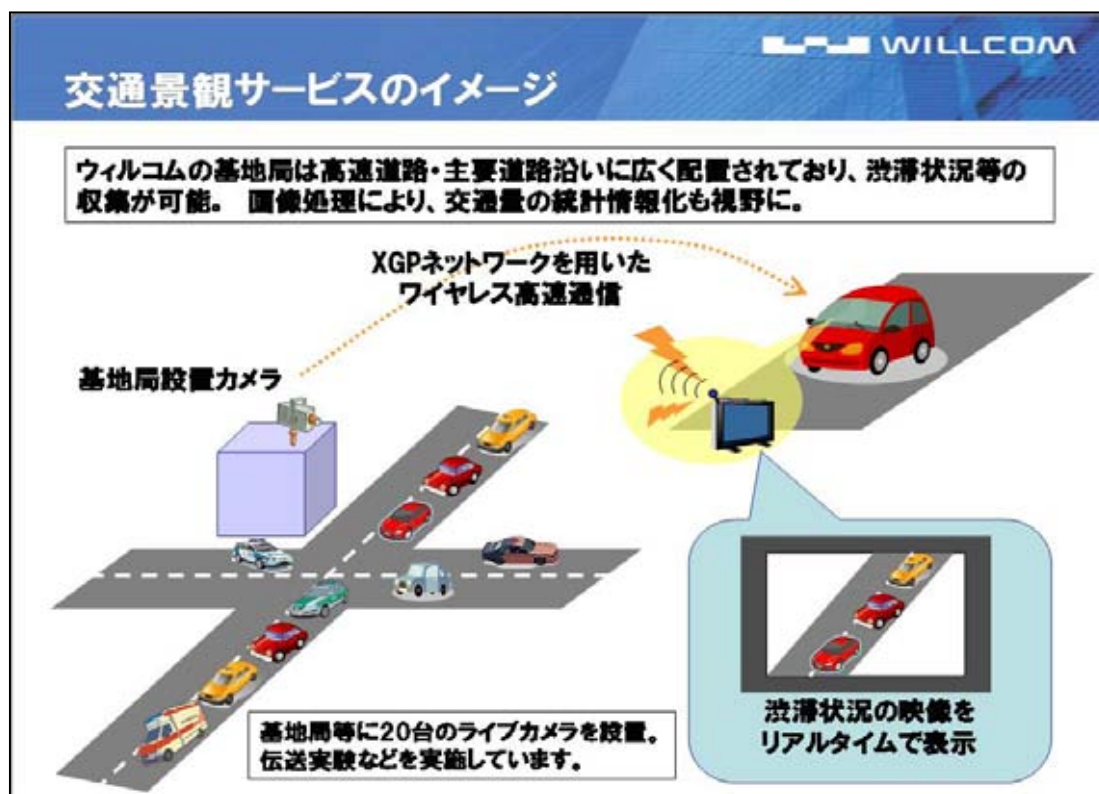 WILLCOM
交通景観サービスのイメージ
ウィルコムの基地局は高速道路・主要道路沿いに広く配置されており、渋滞状況等の
収集が可能。 画像処理により、交通量の統計情報化も視野に。
XGPネットワークを用いた
ワイヤレス高速通信
基地局設置カメラ
渋滞状況の映像を
リアルタイムで表示
基地局等に20台のライブカメラを設置。
伝送実験などを実施しています。